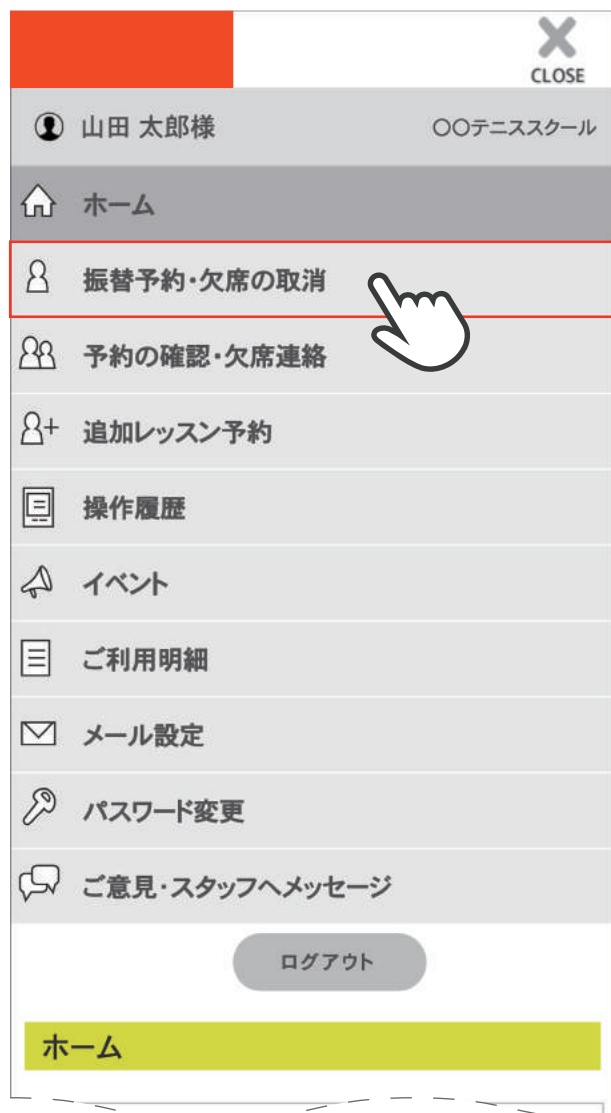 CLOSE
山田 太郎様 〇〇テニススクール
ホーム
振替予約・欠席の取消
予約の確認・欠席連絡
追加レッスン予約
操作履歴
イベント
ご利用明細
メール設定
パスワード変更
ご意見・スタッフへメッセージ
ログアウト
ホーム